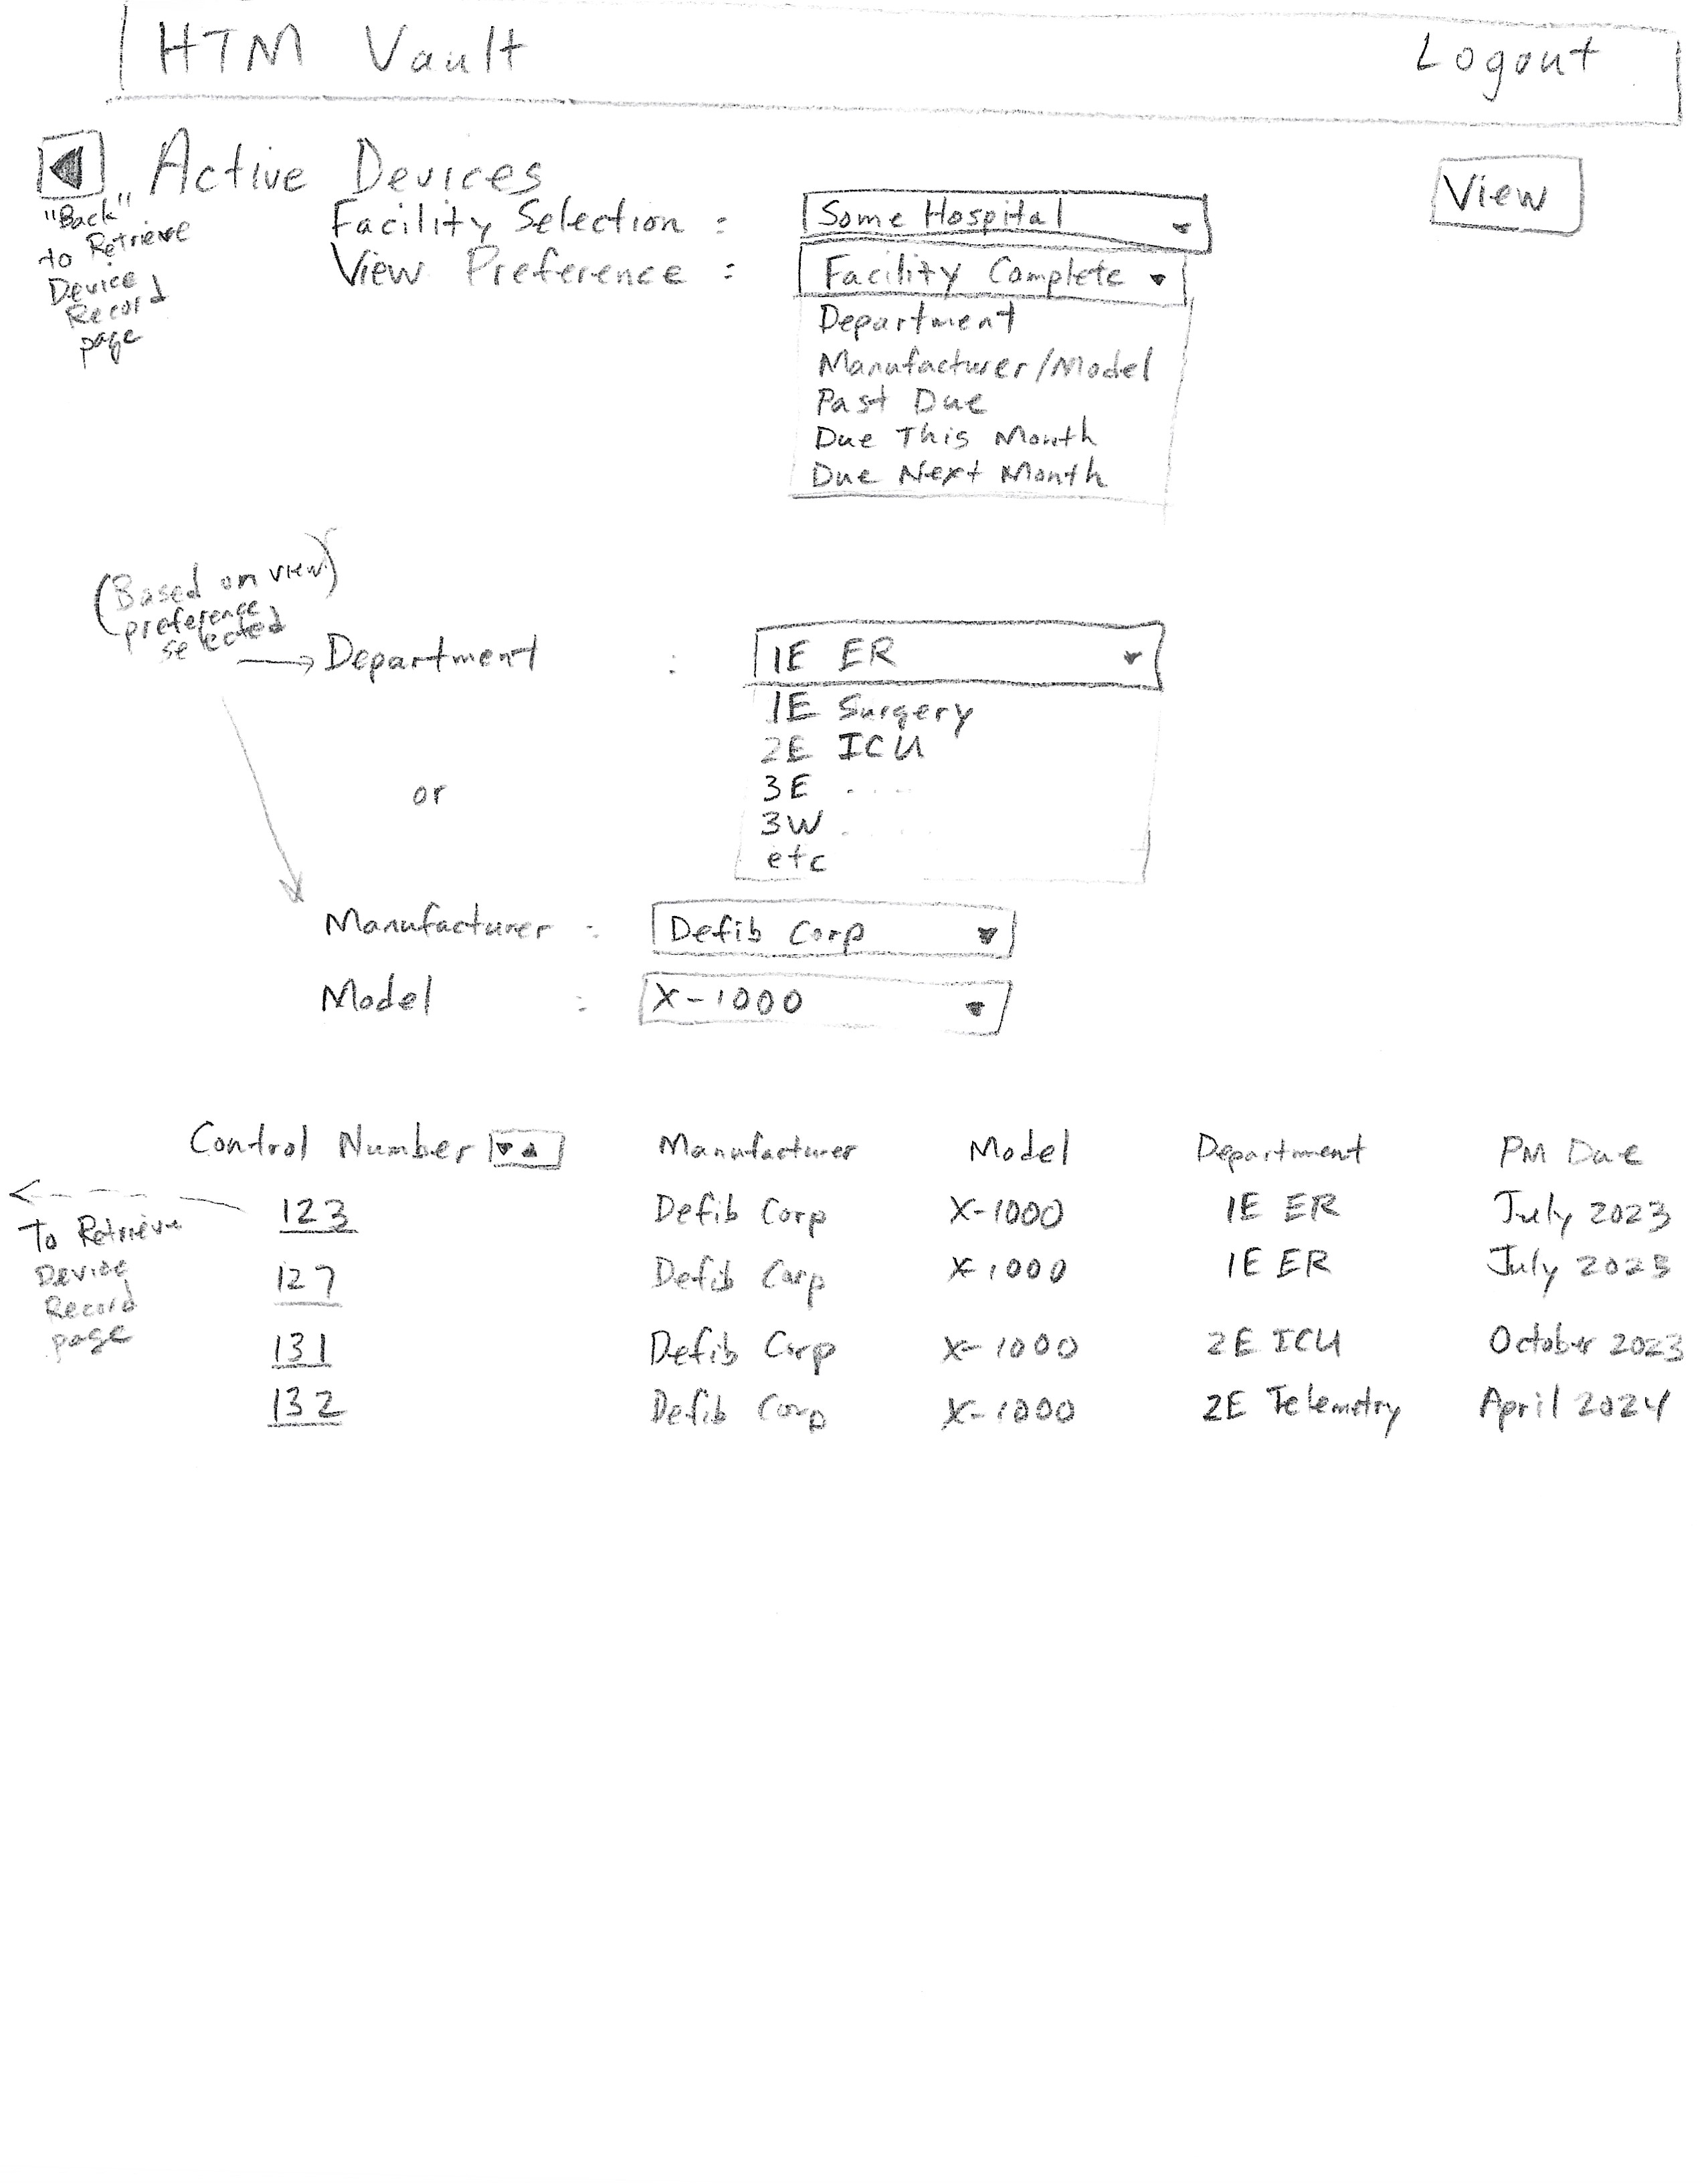 HTM Vault Logout
Active Devices View
"Back"
to Retrieve
Device
Record
page
Facility Selection : Some Hospital
View Preference : Facility Complete
Department
Manufacturer/Model
Past Due
Due This Month
Due Next Month
(Based on view)
preference
selected
Department : 1E ER
1E Surgery
2E ICU
3E ....
3W ....
etc
or
Manufacturer : Defib Corp
Model : X-1000
Control Number Manufacturer Model Department PM Due
123 Defib Corp X-1000 1E ER July 2023
127 Defib Corp X-1000 1E ER July 2023
131 Defib Corp X-1000 2E ICU October 2023
132 Defib Corp X-1000 2E Telemetry April 2024
To Retrieve
Device
Record
page